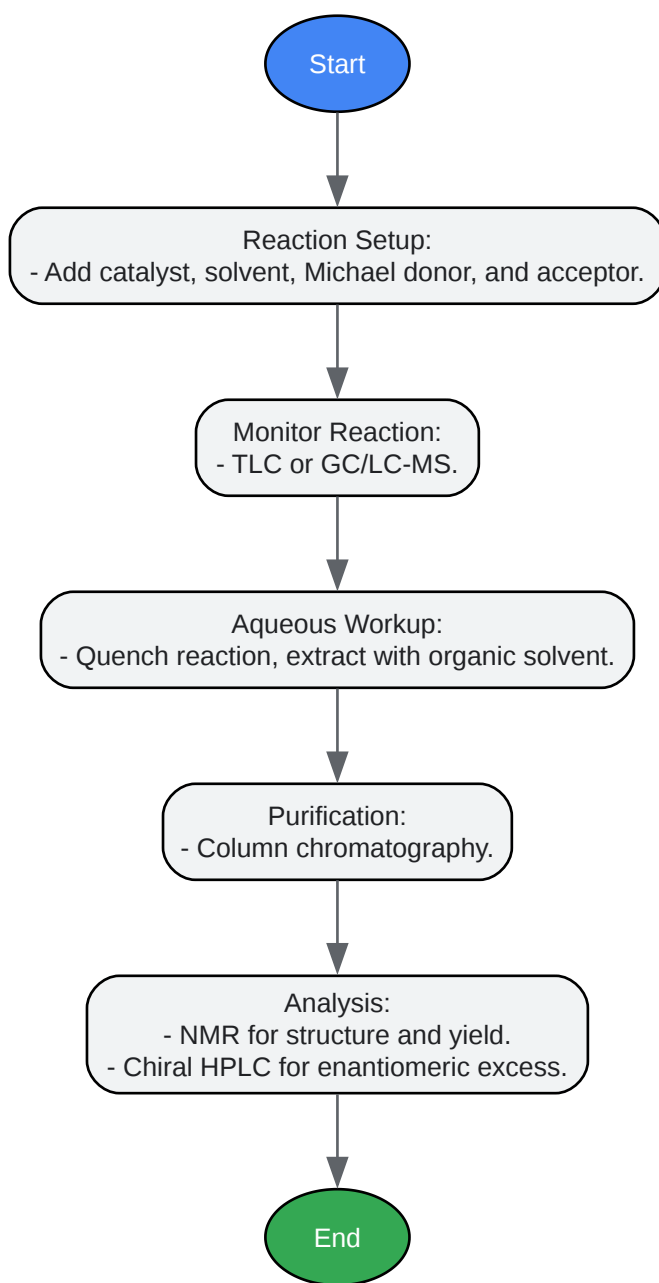 Start
Reaction Setup:
- Add catalyst, solvent, Michael donor, and acceptor.
Monitor Reaction:
- TLC or GC/LC-MS.
Aqueous Workup:
- Quench reaction, extract with organic solvent.
Purification:
- Column chromatography.
Analysis:
- NMR for structure and yield.
- Chiral HPLC for enantiomeric excess.
End